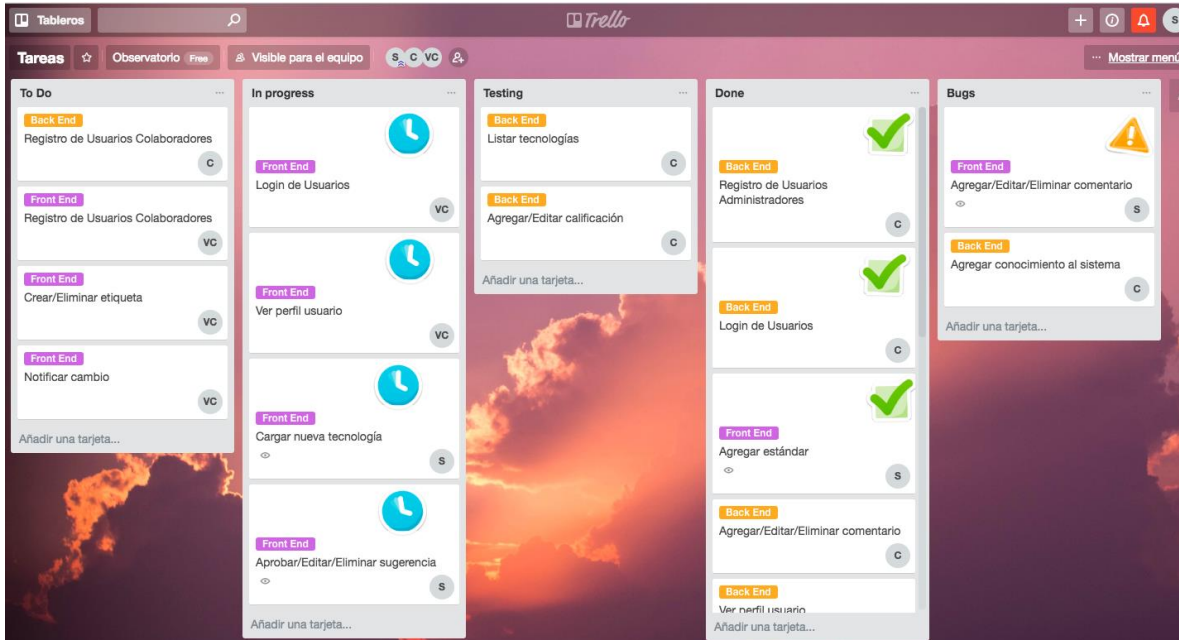 Tableros
Trello
S
Tareas
Observatorio Free
Visible para el equipo
S C VC
... Mostrar menú
To Do
Back End
Registro de Usuarios Colaboradores
C
Front End
Registro de Usuarios Colaboradores
VC
Front End
Crear/Eliminar etiqueta
VC
Front End
Notificar cambio
VC
Añadir una tarjeta...
In progress
Front End
Login de Usuarios
VC
Front End
Ver perfil usuario
VC
Front End
Cargar nueva tecnología
S
Front End
Aprobar/Editar/Eliminar sugerencia
S
Añadir una tarjeta...
Testing
Back End
Listar tecnologías
C
Back End
Agregar/Editar calificación
C
Añadir una tarjeta...
Done
Back End
Registro de Usuarios
Administradores
C
Back End
Login de Usuarios
C
Front End
Agregar estándar
S
Back End
Agregar/Editar/Eliminar comentario
C
Back End
Ver perfil usuario
Añadir una tarjeta...
Bugs
Front End
Agregar/Editar/Eliminar comentario
S
Back End
Agregar conocimiento al sistema
C
Añadir una tarjeta...